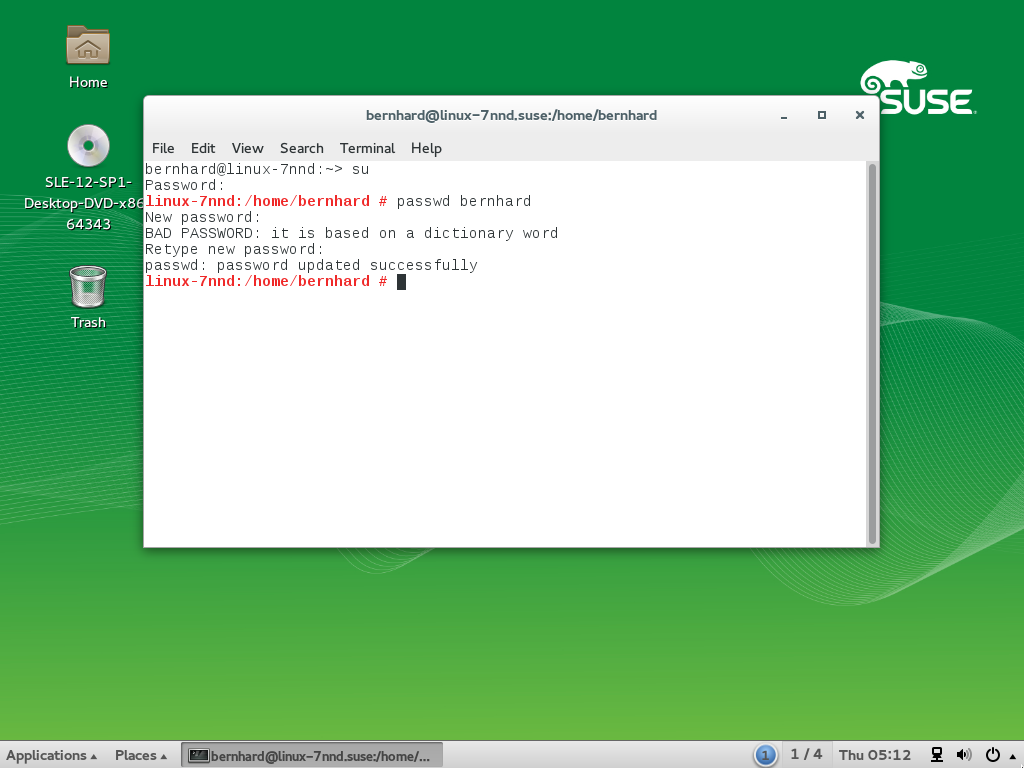 Home
SUSE
SLE-12-SP1-
Desktop-DVD-x86
64343
Trash
bernhard@linux-7nnd.suse:/home/bernhard
File Edit View Search Terminal Help
bernhard@linux-7nnd:~> su
Password:
linux-7nnd:/home/bernhard # passwd bernhard
New password:
BAD PASSWORD: it is based on a dictionary word
Retype new password:
passwd: password updated successfully
linux-7nnd:/home/bernhard #
Applications Places bernhard@linux-7nnd.suse:/home/... 1 1 / 4 Thu 05:12